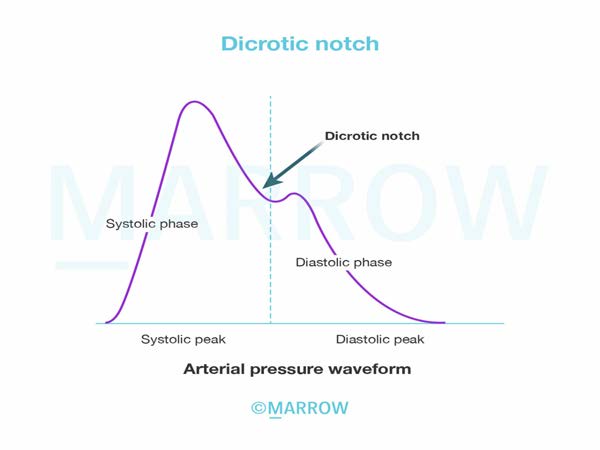 Dicrotic notch
Dicrotic notch
MARROW
Systolic phase
Diastolic phase
Systolic peak
Diastolic peak
Arterial pressure waveform
©MARROW